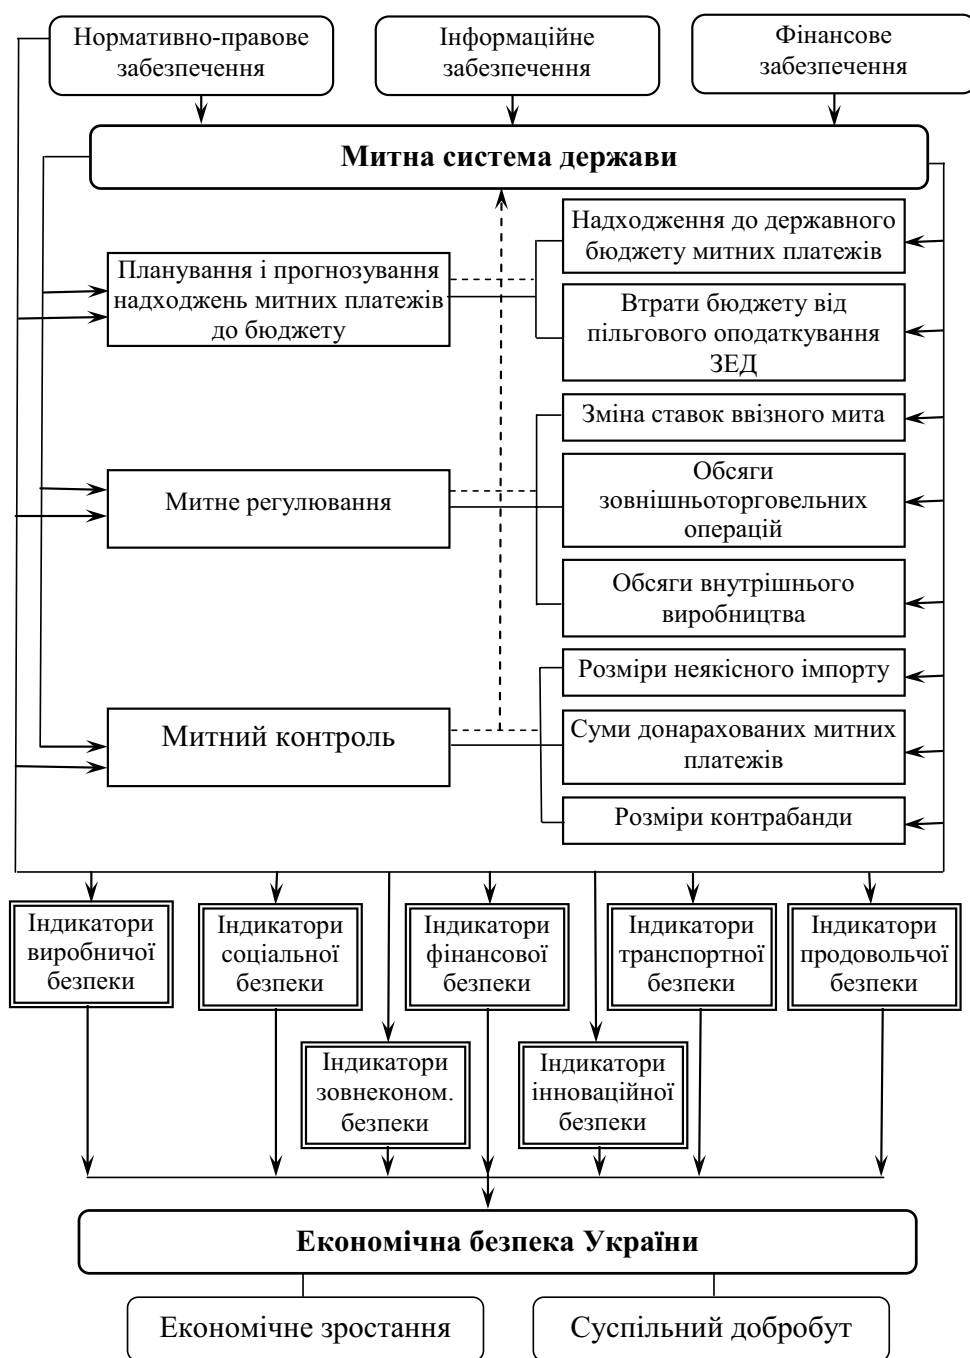 Нормативно-правове
забезпечення
Інформаційне
забезпечення
Фінансове
забезпечення
Митна система держави
Планування і прогнозування
надходжень митних платежів
до бюджету
Надходження до державного
бюджету митних платежів
Втрати бюджету від
пільгового оподаткування
ЗЕД
Митне регулювання
Зміна ставок ввізного мита
Обсяги
зовнішньоторговельних
операцій
Обсяги внутрішнього
виробництва
Митний контроль
Розміри неякісного імпорту
Суми донарахованих митних
платежів
Розміри контрабанди
Індикатори
виробничої
безпеки
Індикатори
соціальної
безпеки
Індикатори
фінансової
безпеки
Індикатори
транспортної
безпеки
Індикатори
продовольчої
безпеки
Індикатори
зовнеконом.
безпеки
Індикатори
інноваційної
безпеки
Економічна безпека України
Економічне зростання
Суспільний добробут